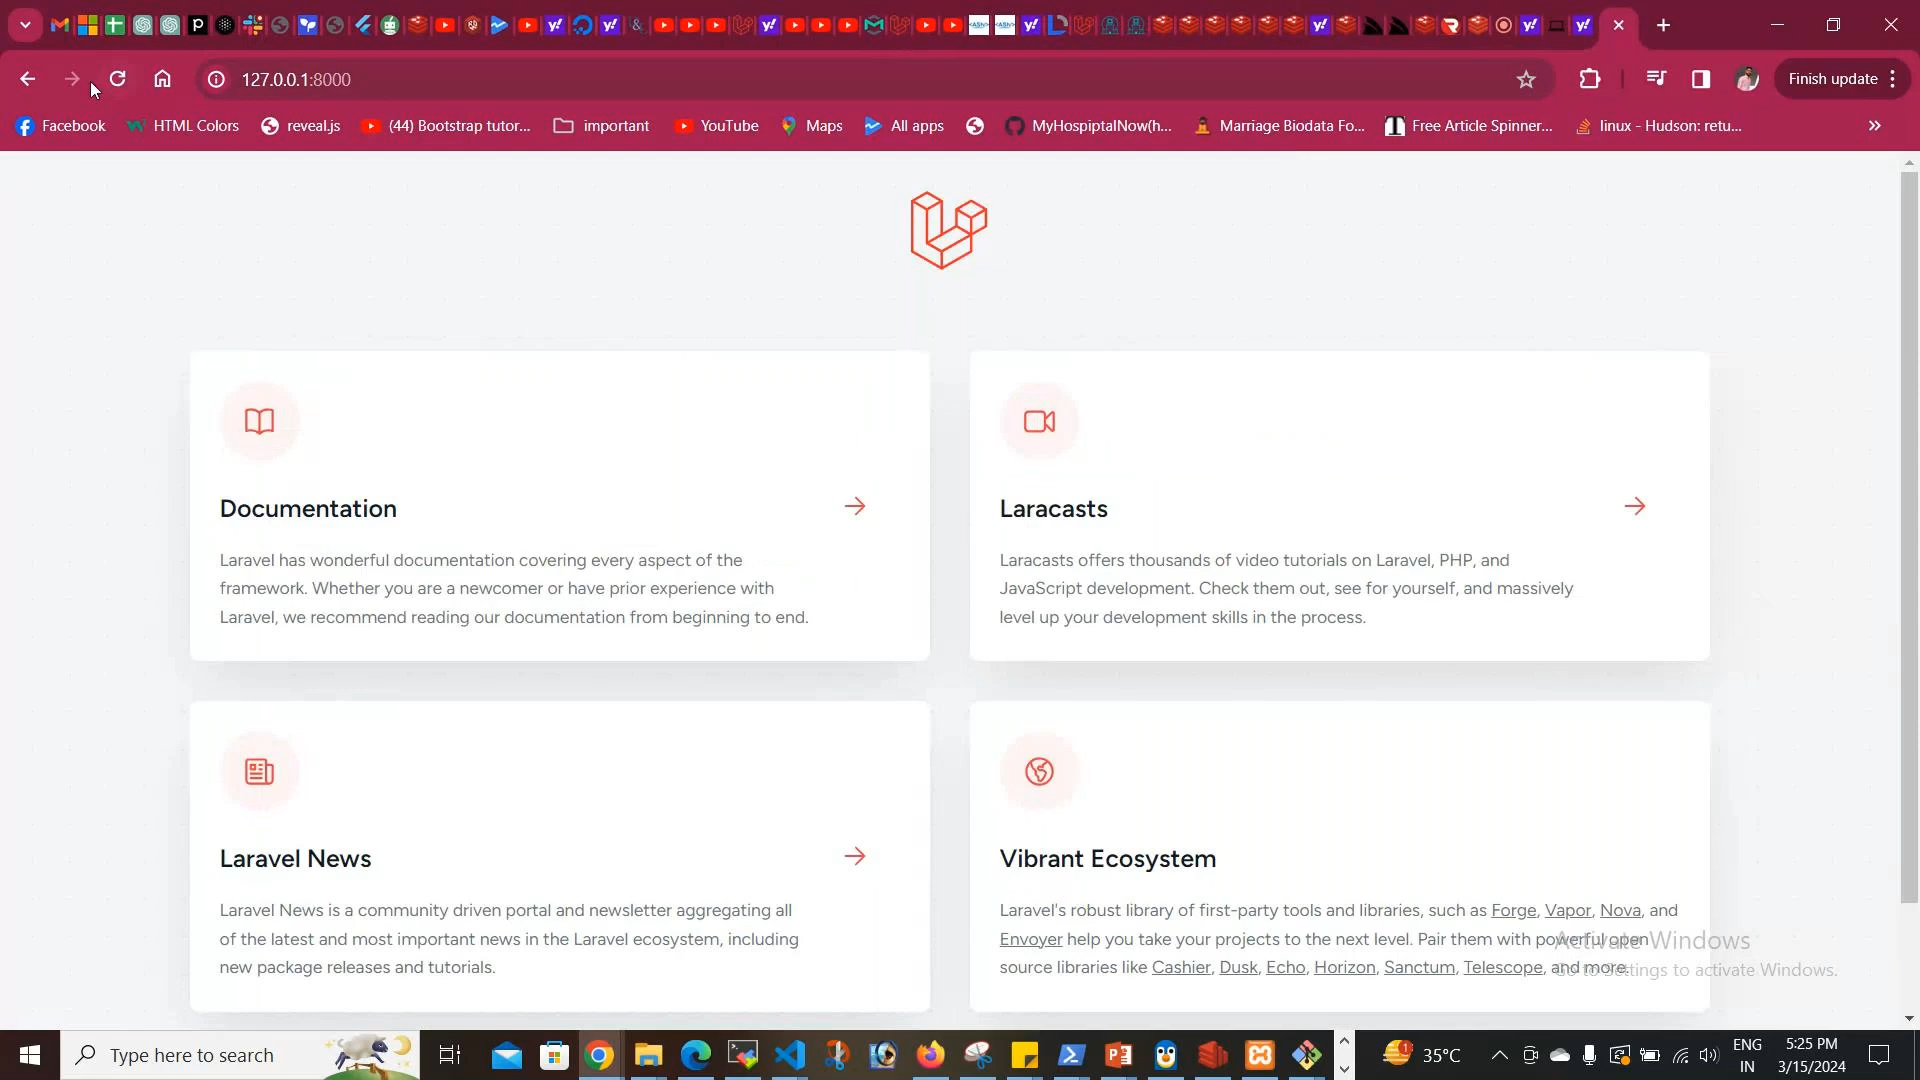 127.0.0.1:8000
Finish update
Facebook
HTML Colors
reveal.js
(44) Bootstrap tutor...
important
YouTube
Maps
All apps
MyHospiptalNow(h...
Marriage Biodata Fo...
Free Article Spinner...
linux - Hudson: retu...
Documentation
Laravel has wonderful documentation covering every aspect of the
framework. Whether you are a newcomer or have prior experience with
Laravel, we recommend reading our documentation from beginning to end.
Laracasts
Laracasts offers thousands of video tutorials on Laravel, PHP, and
JavaScript development. Check them out, see for yourself, and massively
level up your development skills in the process.
Laravel News
Laravel News is a community driven portal and newsletter aggregating all
of the latest and most important news in the Laravel ecosystem, including
new package releases and tutorials.
Vibrant Ecosystem
Laravel's robust library of first-party tools and libraries, such as Forge, Vapor, Nova, and
Envoyer help you take your projects to the next level. Pair them with powerful open
source libraries like Cashier, Dusk, Echo, Horizon, Sanctum, Telescope, and more.
Activate Windows
Go to Settings to activate Windows.
Type here to search
35°C
ENG
IN
5:25 PM
3/15/2024